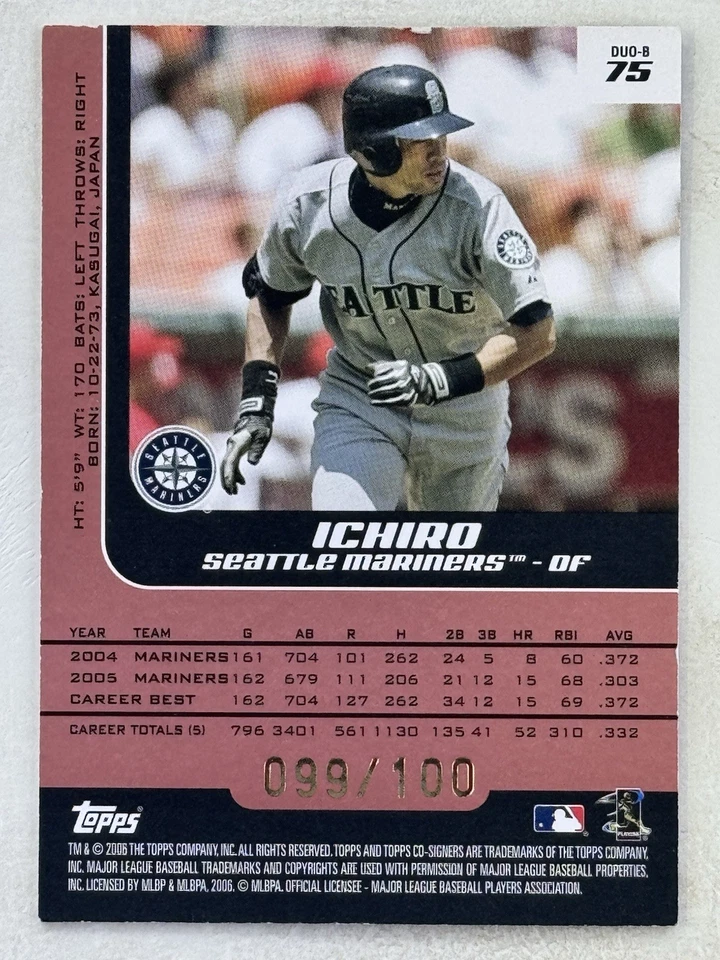 DUO-B
75
HT: 5'9" WT: 170 BATS: LEFT THROWS: RIGHT
BORN: 10-22-73, KASUGAI, JAPAN
SEATTLE
SEATTLE
MARINERS
ICHIRO
SEATTLE MARINERS™ - OF
YEAR TEAM G AB R H 2B 3B HR RBI AVG
2004 MARINERS 161 704 101 262 24 5 8 60 .372
2005 MARINERS 162 679 111 206 21 12 15 68 .303
CAREER BEST 162 704 127 262 34 12 15 69 .372
CAREER TOTALS (5) 796 3401 561 1130 135 41 52 310 .332
099/100
Topps®
TM & © 2006 THE TOPPS COMPANY, INC. ALL RIGHTS RESERVED. TOPPS AND TOPPS CO-SIGNERS ARE TRADEMARKS OF THE TOPPS COMPANY,
INC. MAJOR LEAGUE BASEBALL TRADEMARKS AND COPYRIGHTS ARE USED WITH PERMISSION OF MAJOR LEAGUE BASEBALL PROPERTIES,
INC. LICENSED BY MLBP & MLBPA, 2006. © MLBPA. OFFICIAL LICENSEE - MAJOR LEAGUE BASEBALL PLAYERS ASSOCIATION.